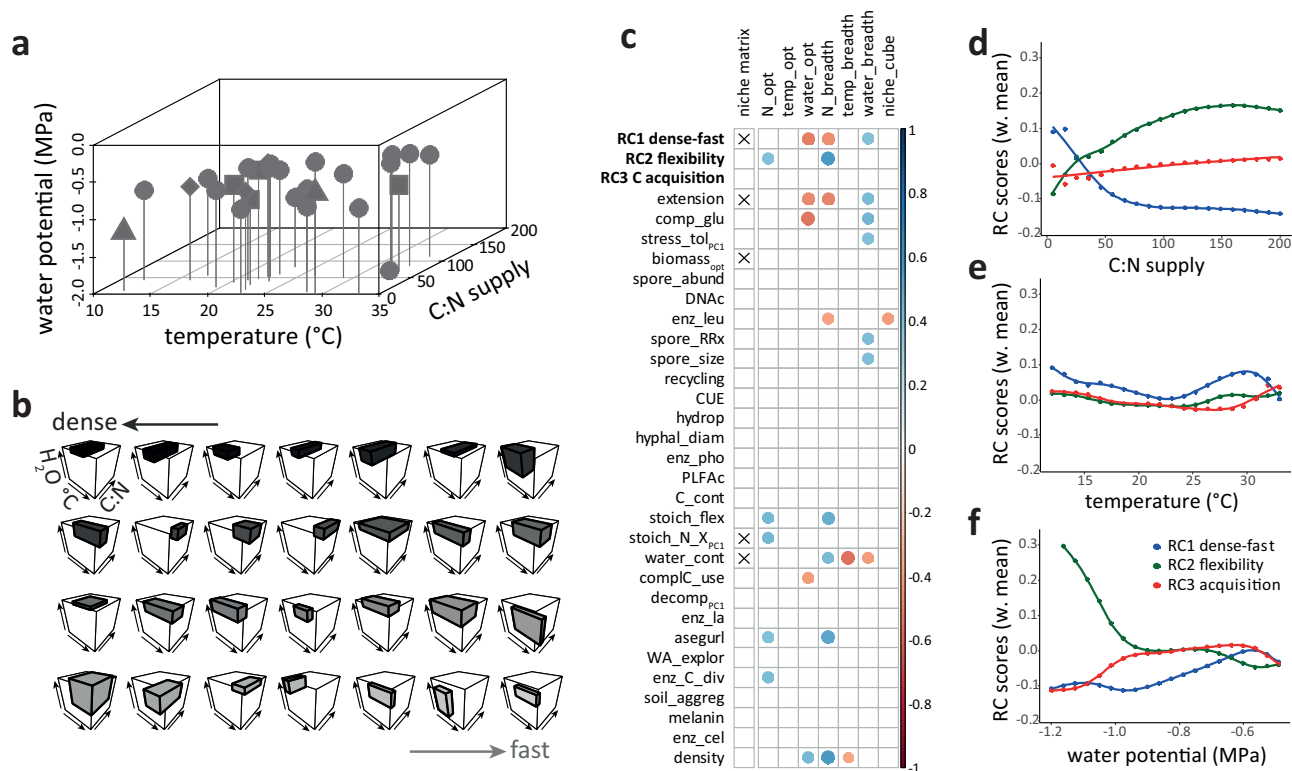 a
water potential (MPa)
0.0
-0.5
-1.0
-1.5
-2.0
10
15
20
25
30
35
temperature (°C)
0
50
100
150
200
C:N supply
b
dense
H2O
°C
C:N
fast
c
niche matrix
N_opt
temp_opt
water_opt
N_breadth
temp_breadth
water_breadth
niche_cube
RC1 dense-fast
RC2 flexibility
RC3 C acquisition
extension
comp_glu
stress_tol PC1
biomass opt
spore_abund
DNAc
enz_leu
spore_RRx
spore_size
recycling
CUE
hydrop
hyphal_diam
enz_pho
PLFAc
C_cont
stoich_flex
stoich_N_X PC1
water_cont
complC_use
decomp PC1
enz_la
asegurl
WA_explor
enz_C_div
soil_aggreg
melanin
enz_cel
density
1
0.8
0.6
0.4
0.2
0
-0.2
-0.4
-0.6
-0.8
-1
d
RC scores (w. mean)
0.3
0.2
0.1
0.0
-0.1
-0.2
0
50
100
150
200
C:N supply
e
RC scores (w. mean)
0.3
0.2
0.1
0.0
-0.1
-0.2
15
20
25
30
temperature (°C)
f
RC scores (w. mean)
0.3
0.2
0.1
0.0
-0.1
-0.2
RC1 dense-fast
RC2 flexibility
RC3 acquisition
-1.2
-1.0
-0.8
-0.6
water potential (MPa)